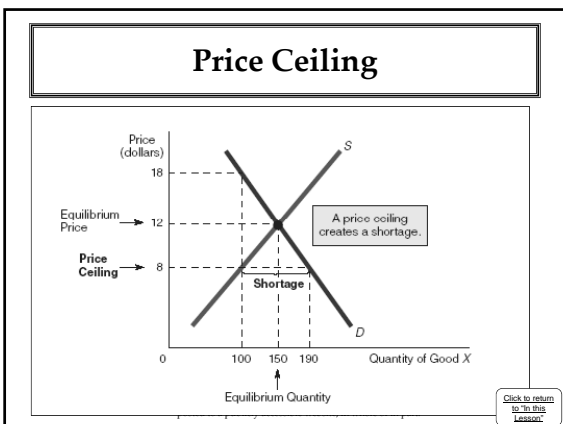 Price Ceiling
Price
(dollars)
S
18
Equilibrium
Price
12
A price ceiling
creates a shortage.
Price
Ceiling
8
Shortage
D
0
100 150 190
Quantity of Good X
Equilibrium Quantity
Click to return
to "In this
Lesson"